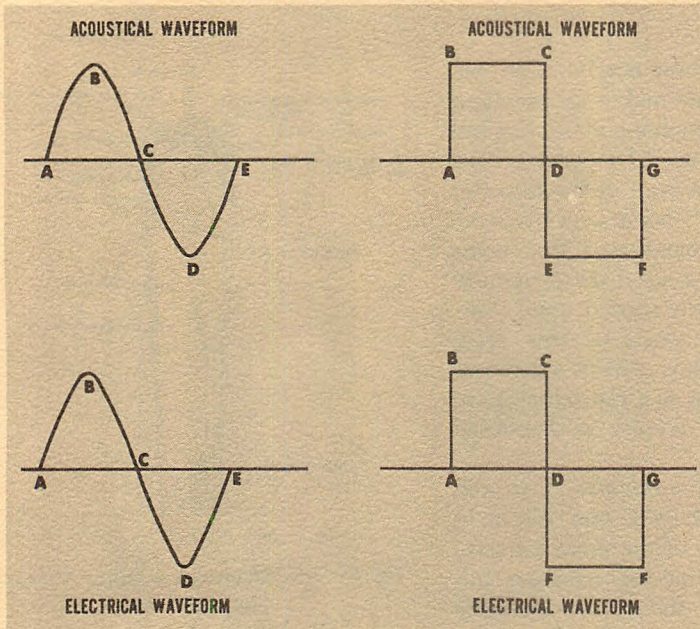 ACOUSTICAL WAVEFORM
B
C
A
E
D
ACOUSTICAL WAVEFORM
B C
A D G
E F
B
C
A
E
D
ELECTRICAL WAVEFORM
B C
A D G
F F
ELECTRICAL WAVEFORM